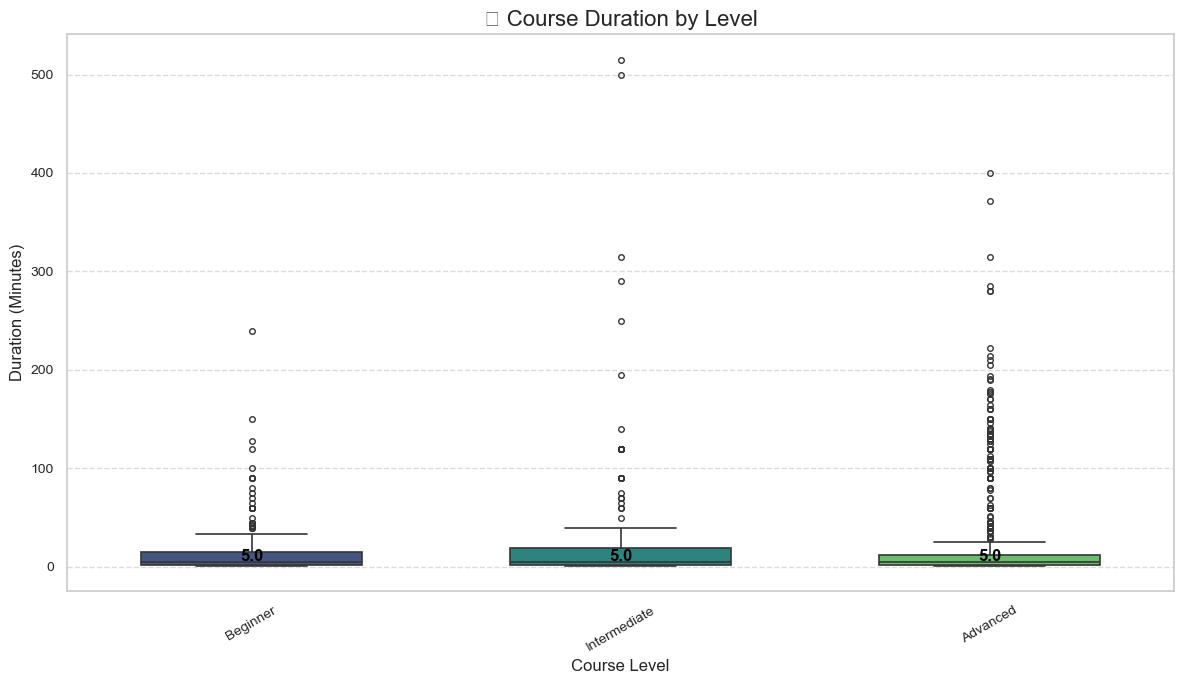 Course Duration by Level
Duration (Minutes)
500
400
300
200
100
0
5.0
5.0
5.0
Beginner
Intermediate
Advanced
Course Level